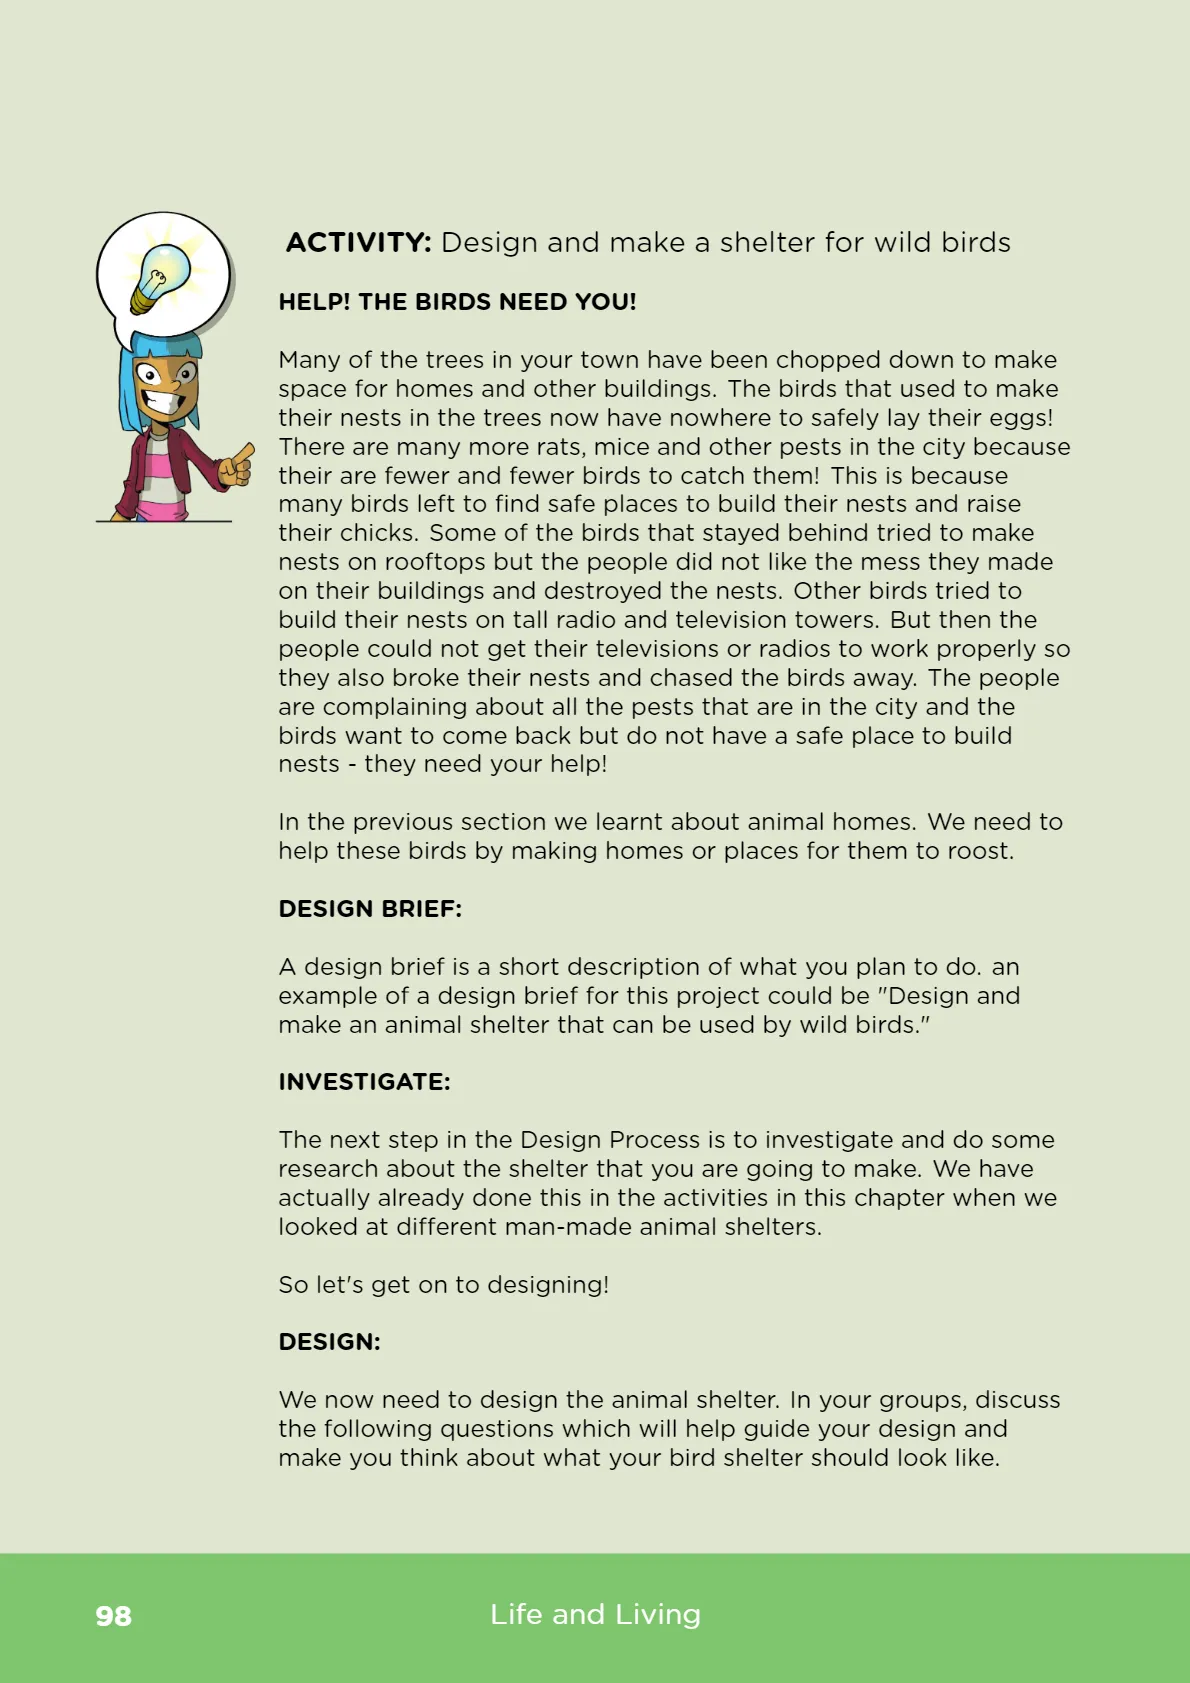 ACTIVITY: Design and make a shelter for wild birds
HELP! THE BIRDS NEED YOU!
Many of the trees in your town have been chopped down to make
space for homes and other buildings. The birds that used to make
their nests in the trees now have nowhere to safely lay their eggs!
There are many more rats, mice and other pests in the city because
their are fewer and fewer birds to catch them! This is because
many birds left to find safe places to build their nests and raise
their chicks. Some of the birds that stayed behind tried to make
nests on rooftops but the people did not like the mess they made
on their buildings and destroyed the nests. Other birds tried to
build their nests on tall radio and television towers. But then the
people could not get their televisions or radios to work properly so
they also broke their nests and chased the birds away. The people
are complaining about all the pests that are in the city and the
birds want to come back but do not have a safe place to build
nests - they need your help!
In the previous section we learnt about animal homes. We need to
help these birds by making homes or places for them to roost.
DESIGN BRIEF:
A design brief is a short description of what you plan to do. an
example of a design brief for this project could be "Design and
make an animal shelter that can be used by wild birds."
INVESTIGATE:
The next step in the Design Process is to investigate and do some
research about the shelter that you are going to make. We have
actually already done this in the activities in this chapter when we
looked at different man-made animal shelters.
So let's get on to designing!
DESIGN:
We now need to design the animal shelter. In your groups, discuss
the following questions which will help guide your design and
make you think about what your bird shelter should look like.
98
Life and Living